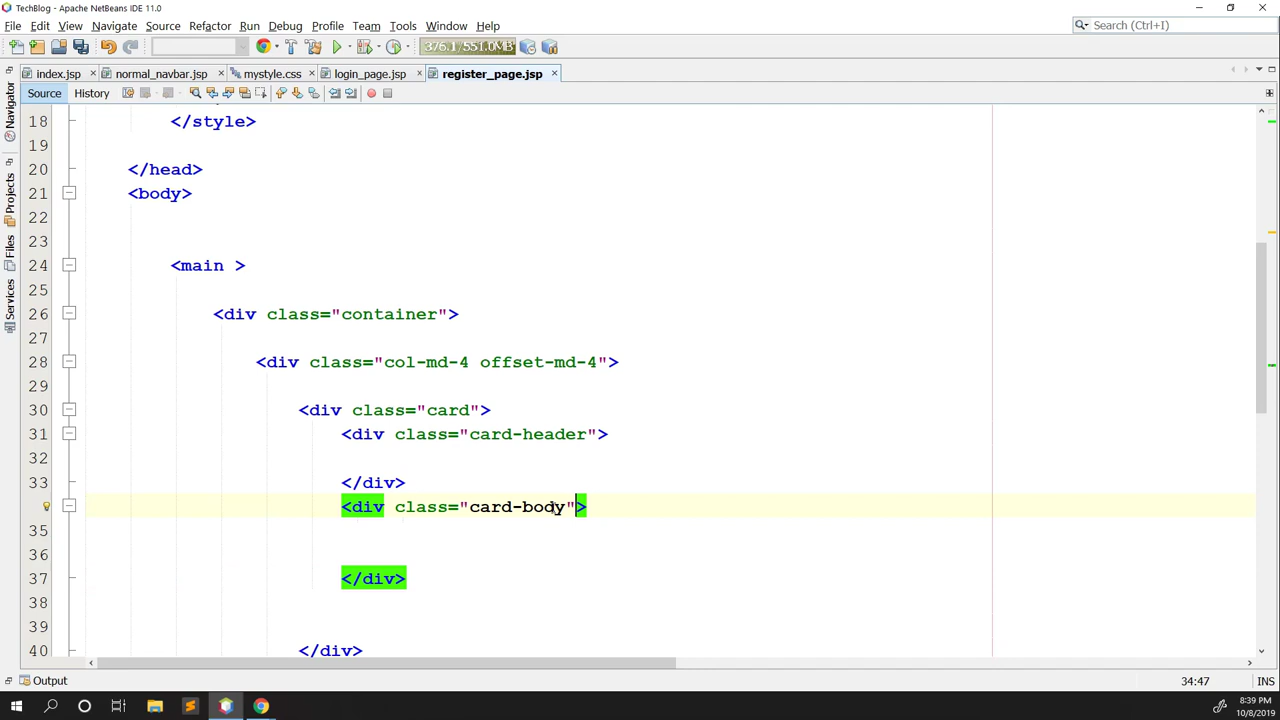 TechBlog - Apache NetBeans IDE 11.0
File Edit View Navigate Source Refactor Run Debug Profile Team Tools Window Help
Search (Ctrl+I)
376.1/551.0MB
index.jsp normal_navbar.jsp mystyle.css login_page.jsp register_page.jsp
Source History
Navigator
Projects
Files
Services
18 </style>
19
20 </head>
21 <body>
22
23
24 <main >
25
26 <div class="container">
27
28 <div class="col-md-4 offset-md-4">
29
30 <div class="card">
31 <div class="card-header">
32
33 </div>
<div class="card-body">
35
36
37 </div>
38
39
40 </div>
Output
34:47 INS
8:39 PM
10/8/2019